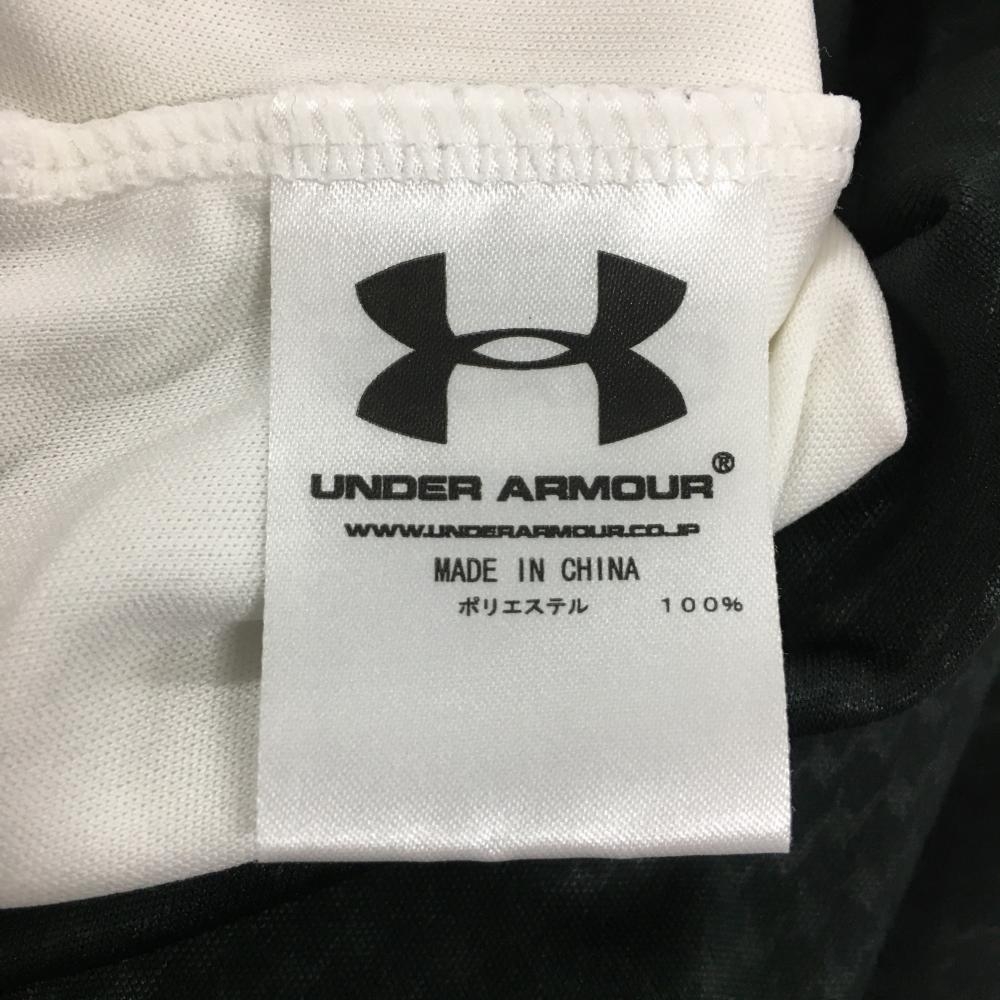 UNDER ARMOUR®
WWW.UNDERARMOUR.CO.JP
MADE IN CHINA
ポリエステル　１００％